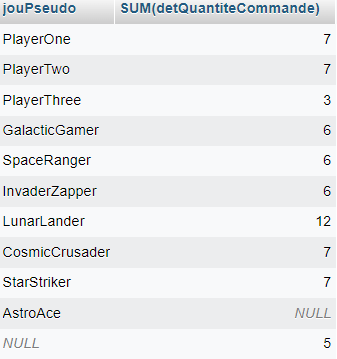 jouPseudo SUM(detQuantiteCommande)
PlayerOne 7
PlayerTwo 7
PlayerThree 3
GalacticGamer 6
SpaceRanger 6
InvaderZapper 6
LunarLander 12
CosmicCrusader 7
StarStriker 7
AstroAce NULL
NULL 5